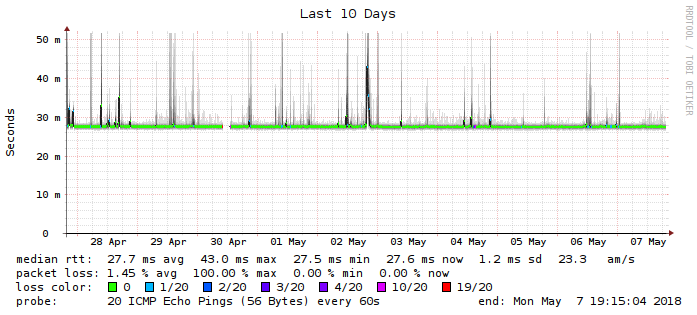 Last 10 Days
RRDTOOL / TOBI OETIKER
Seconds
50 m
40 m
30 m
20 m
10 m
0
28 Apr 29 Apr 30 Apr 01 May 02 May 03 May 04 May 05 May 06 May 07 May
median rtt: 27.7 ms avg 43.0 ms max 27.5 ms min 27.6 ms now 1.2 ms sd 23.3 am/s
packet loss: 1.45 % avg 100.00 % max 0.00 % min 0.00 % now
loss color: 0 1/20 2/20 3/20 4/20 10/20 19/20
probe: 20 ICMP Echo Pings (56 Bytes) every 60s end: Mon May 7 19:15:04 2018